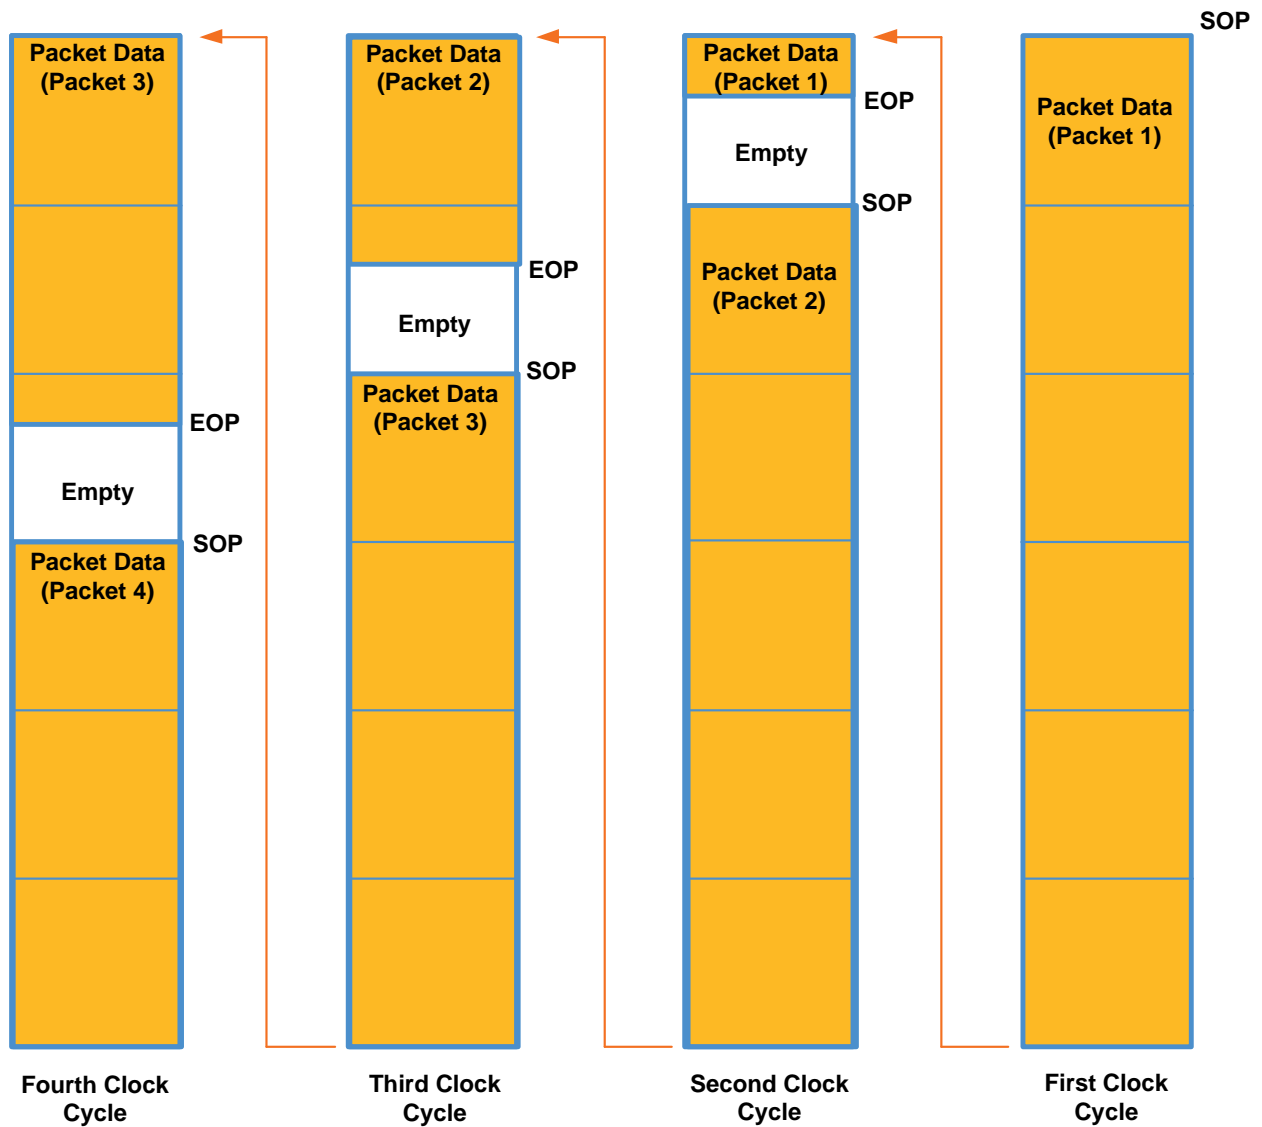 SOP
Packet Data
(Packet 3)
EOP
Empty
SOP
Packet Data
(Packet 4)
Fourth Clock
Cycle
Packet Data
(Packet 2)
EOP
Empty
SOP
Packet Data
(Packet 3)
Third Clock
Cycle
Packet Data
(Packet 1)
EOP
Empty
SOP
Packet Data
(Packet 2)
Second Clock
Cycle
Packet Data
(Packet 1)
First Clock
Cycle